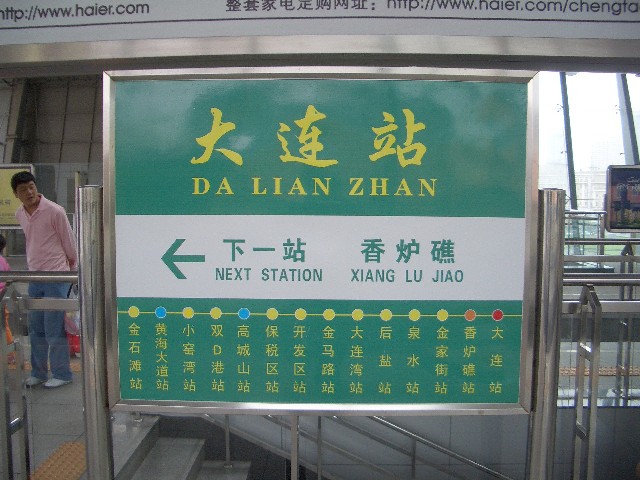 http://www.haier.com 整套家电定购网址: http://www.haier.com/chengta
大连站
DA LIAN ZHAN
下一站 香炉礁
NEXT STATION XIANG LU JIAO
金石滩站
黄海大道站
小窑湾站
双D港站
高城山站
保税区站
开发区站
金马路站
大连湾站
后盐站
泉水站
金家街站
香炉礁站
大连站